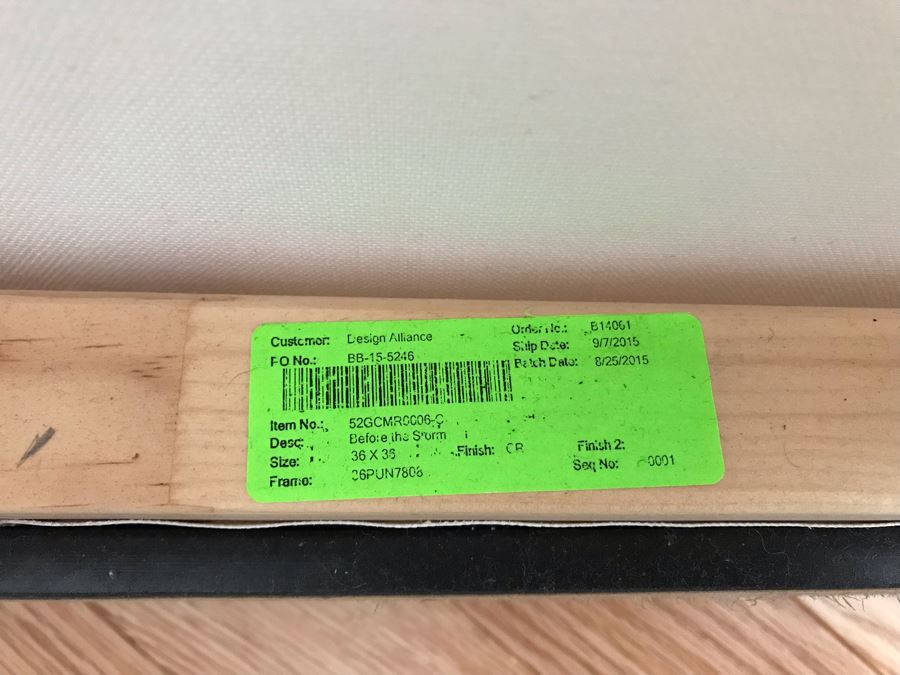 Customer: Design Alliance
Order No.: B14061
PO No.: BB-15-5246
Ship Date: 9/7/2015
Batch Date: 8/25/2015
Item No.: 52GCMR0006-C
Desc: Before the Storm
Size: 36 X 36 Finish: CR Finish 2:
Seq No: 0001
Frame: 36PUN7808